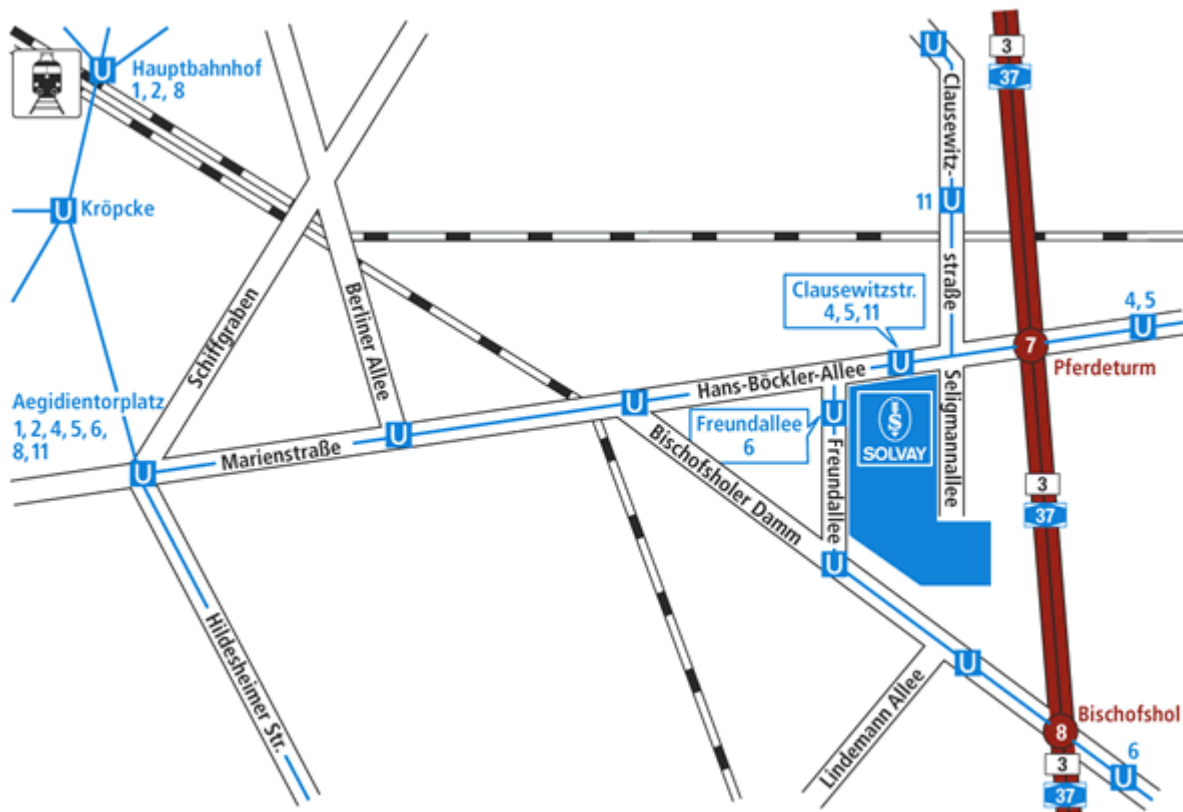 U
Hauptbahnhof
1, 2, 8
U
Kröpcke
Schiffgraben
Berliner Allee
Aegidientorplatz
1, 2, 4, 5, 6,
8, 11
U
Marienstraße
U
Hildesheimer Str.
U
Hans-Böckler-Allee
Bischofsholer Damm
Freundallee
6
U
Freundallee
U
Clausewitzstr.
4, 5, 11
U
S
SOLVAY
Seligmannallee
U
Clausewitz-
11
U
straße
3
37
7
Pferdeturm
4, 5
U
3
37
Lindemann Allee
U
Bischofshol
8
3
37
6
U